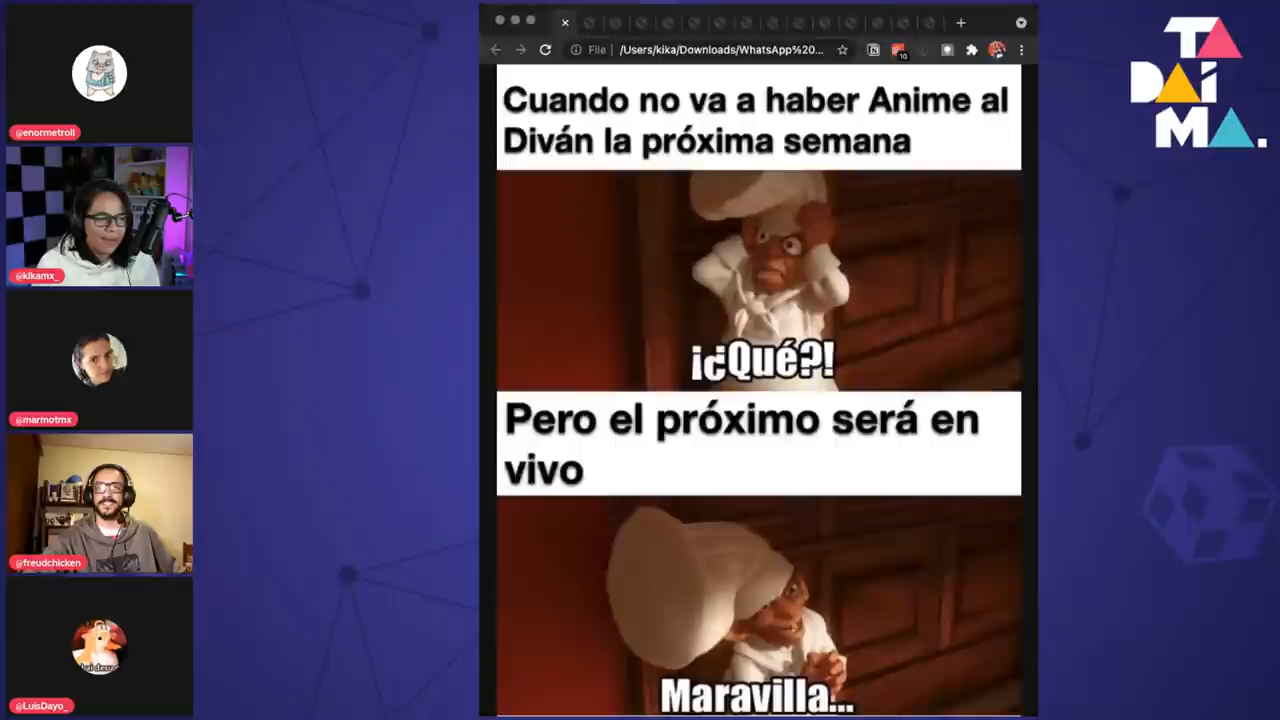 @enormetroll
@kikamx_
@marmotmx
@freudchicken
@LuisDayo_
File
/Users/kika/Downloads/WhatsApp%20...
10
Cuando no va a haber Anime al
Diván la próxima semana
¡¿Qué?!
Pero el próximo será en
vivo
Maravilla...
TA
DAI
MA.